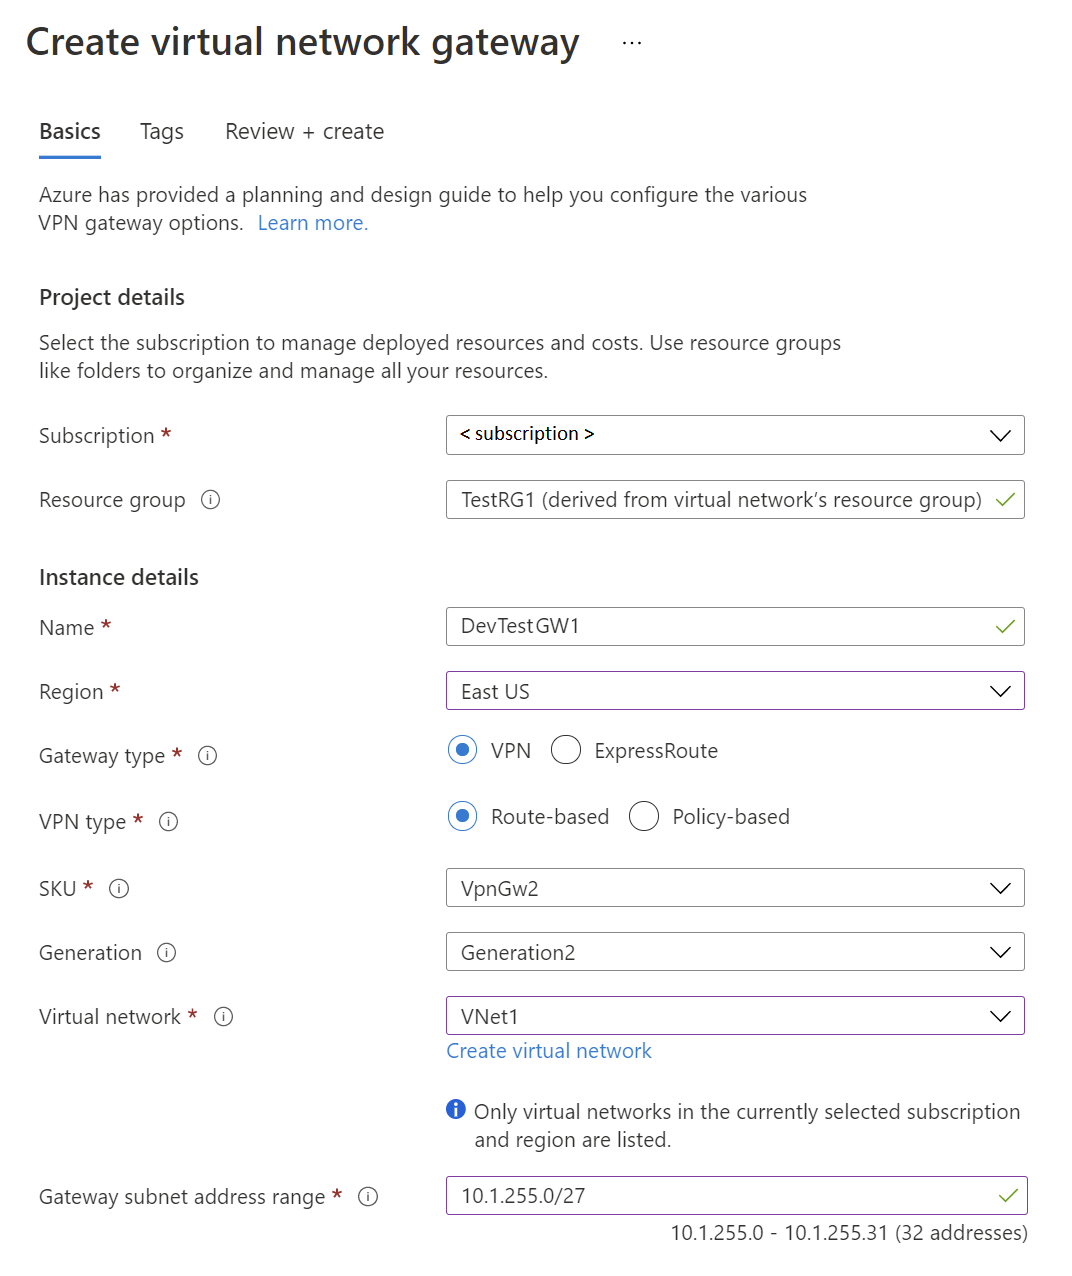 Create virtual network gateway ...
Basics Tags Review + create
Azure has provided a planning and design guide to help you configure the various
VPN gateway options. Learn more.
Project details
Select the subscription to manage deployed resources and costs. Use resource groups
like folders to organize and manage all your resources.
Subscription * < subscription >
Resource group TestRG1 (derived from virtual network's resource group)
Instance details
Name * DevTestGW1
Region * East US
Gateway type * VPN ExpressRoute
VPN type * Route-based Policy-based
SKU * VpnGw2
Generation Generation2
Virtual network * VNet1
Create virtual network
Only virtual networks in the currently selected subscription
and region are listed.
Gateway subnet address range * 10.1.255.0/27
10.1.255.0 - 10.1.255.31 (32 addresses)